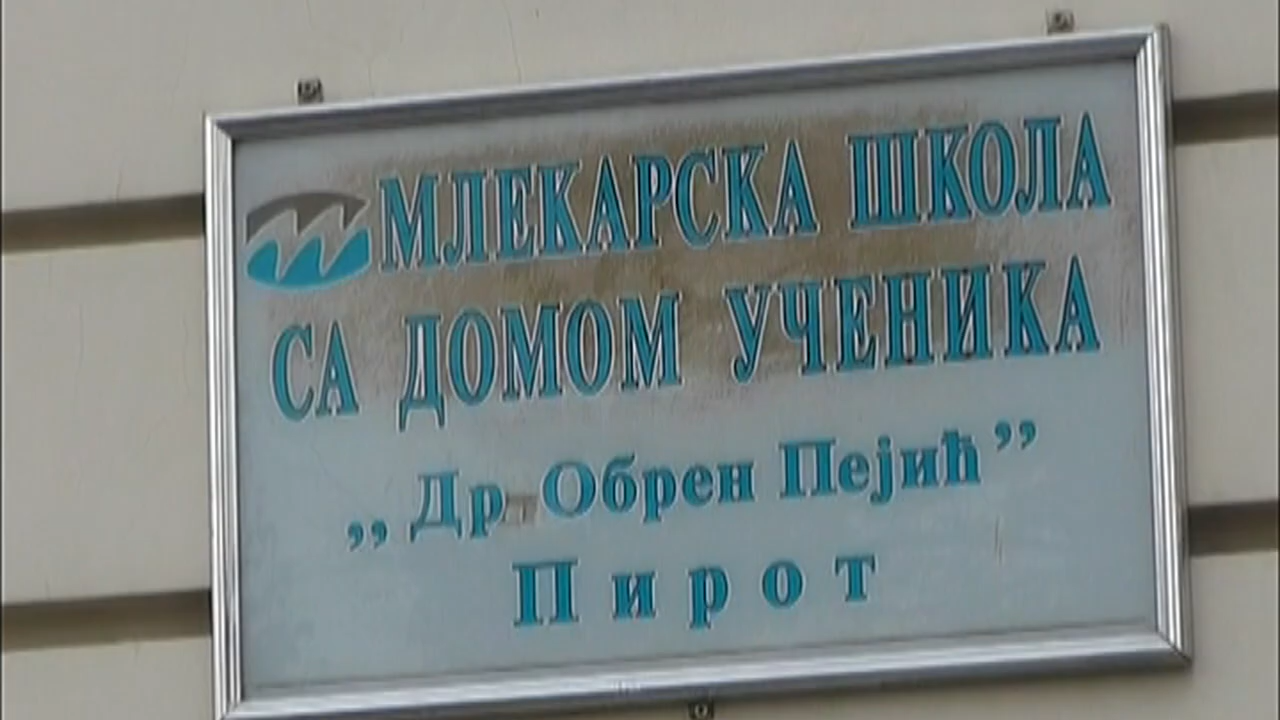 МЛЕКАРСКА ШКОЛА
СА ДОМОМ УЧЕНИКА
,, Др Обрен Пејић ”
Пирот